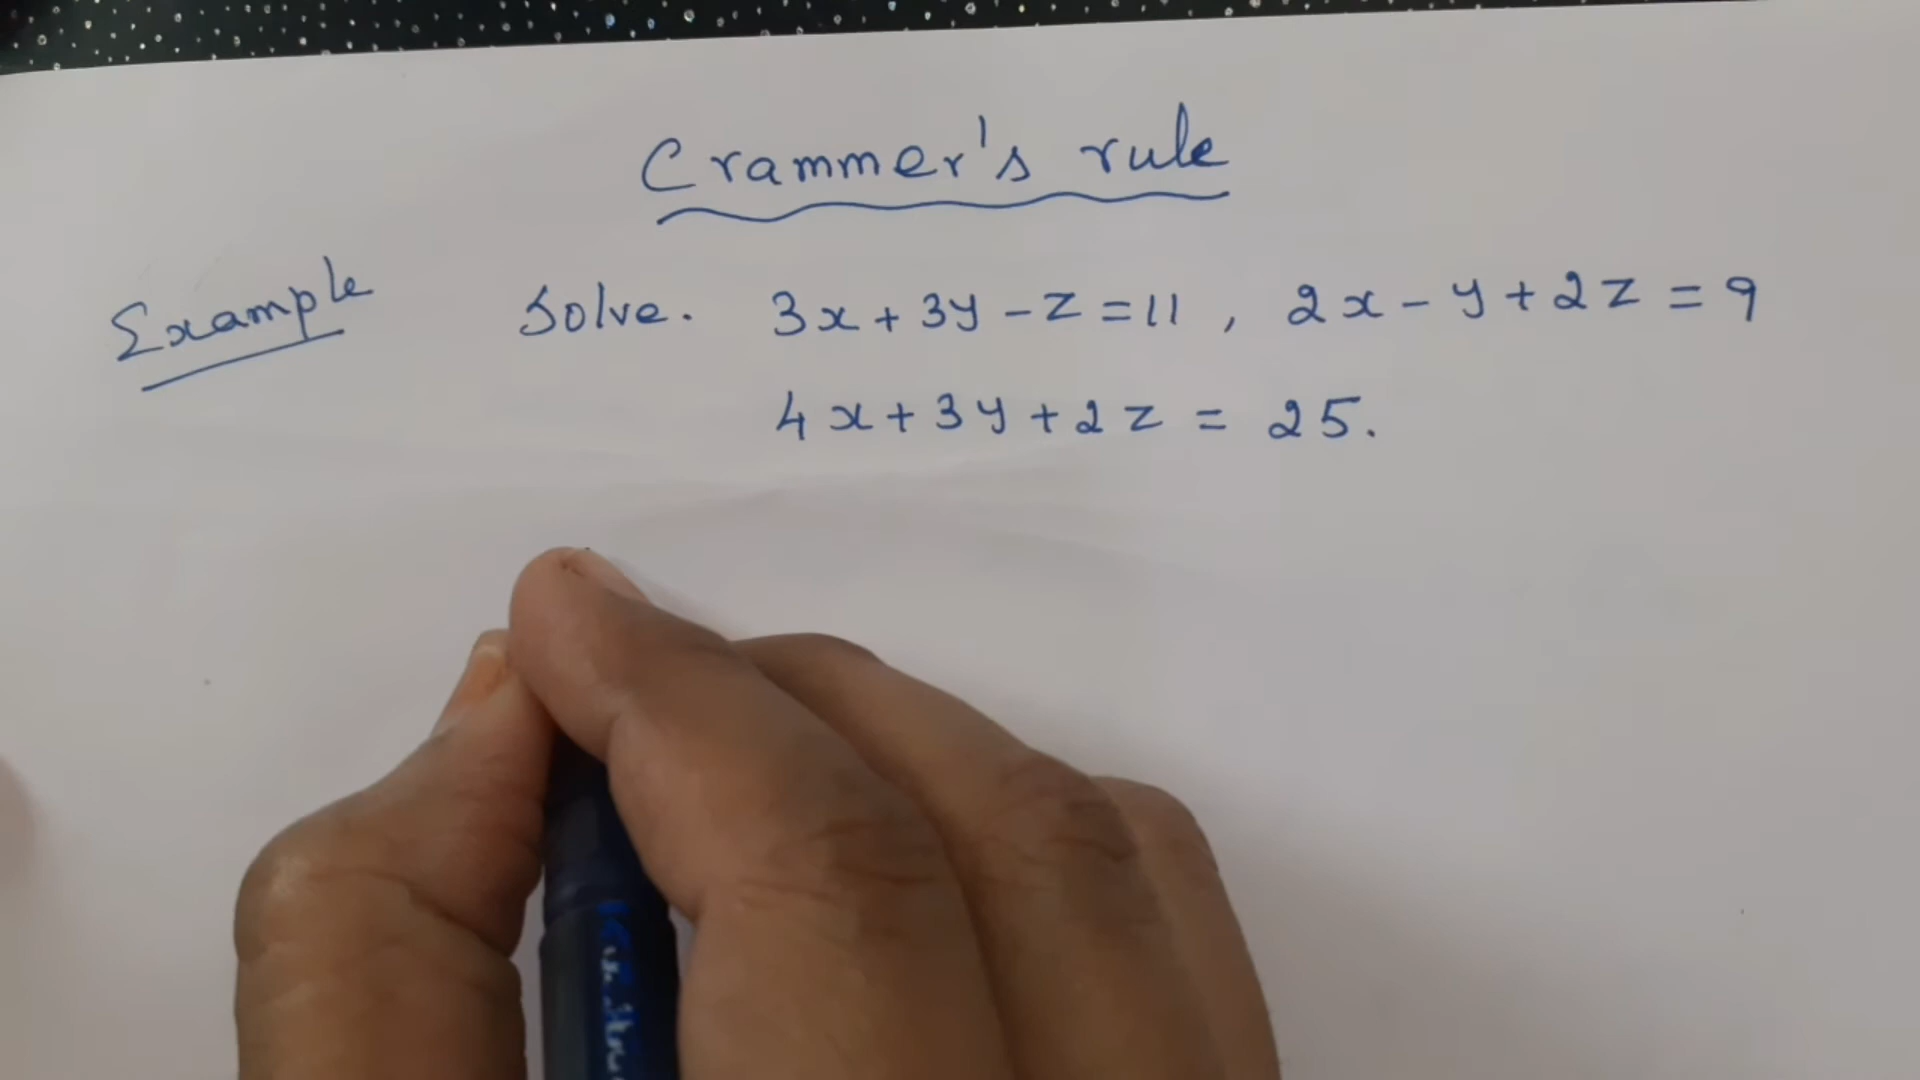 Crammer's rule
Example Solve. 3x + 3y - z = 11 , 2x - y + 2z = 9
4x + 3y + 2z = 25.